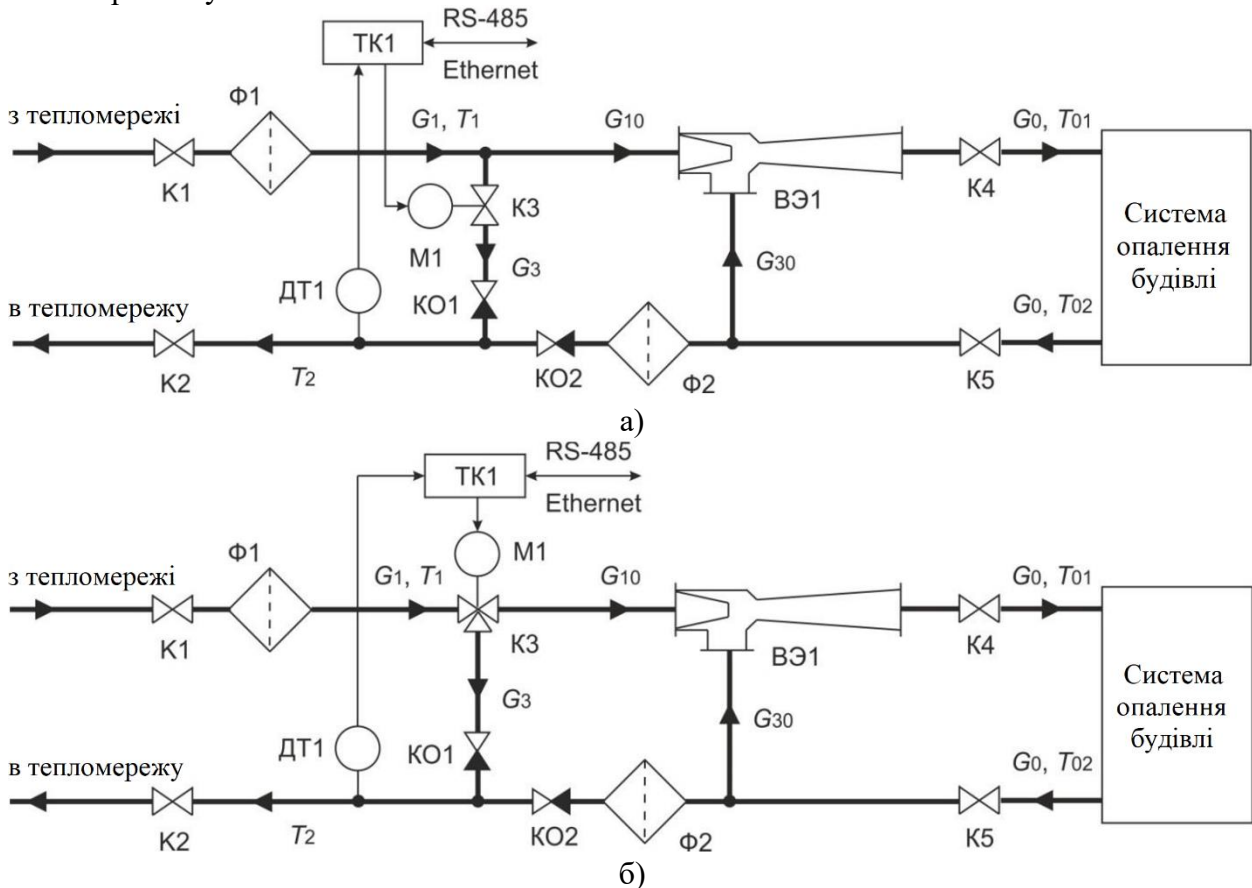 RS-485
ТК1
Ethernet
Ф1
з тепломережі
G1, T1
G10
G0, T01
К1
К3
ВЭ1
К4
М1
Система
опалення
будівлі
G3
G30
ДТ1
КО1
G0, T02
в тепломережу
К2
T2
КО2
Ф2
К5
а)
RS-485
ТК1
Ethernet
М1
Ф1
з тепломережі
G1, T1
G10
G0, T01
К1
К3
ВЭ1
К4
Система
опалення
будівлі
G3
G30
ДТ1
КО1
G0, T02
в тепломережу
К2
T2
КО2
Ф2
К5
б)